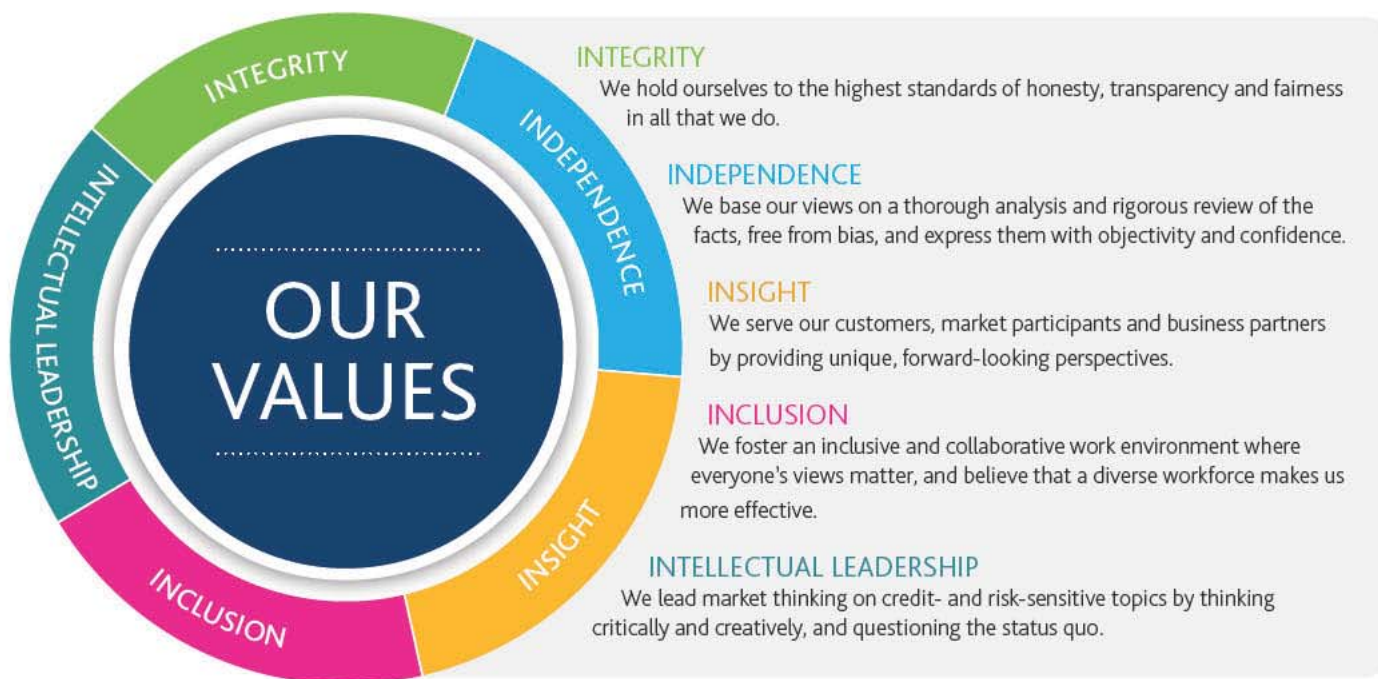 INTEGRITY
INDEPENDENCE
INSIGHT
INCLUSION
INTELLECTUAL LEADERSHIP
OUR
VALUES
INTEGRITY
We hold ourselves to the highest standards of honesty, transparency and fairness
in all that we do.
INDEPENDENCE
We base our views on a thorough analysis and rigorous review of the
facts, free from bias, and express them with objectivity and confidence.
INSIGHT
We serve our customers, market participants and business partners
by providing unique, forward-looking perspectives.
INCLUSION
We foster an inclusive and collaborative work environment where
everyone's views matter, and believe that a diverse workforce makes us
more effective.
INTELLECTUAL LEADERSHIP
We lead market thinking on credit- and risk-sensitive topics by thinking
critically and creatively, and questioning the status quo.